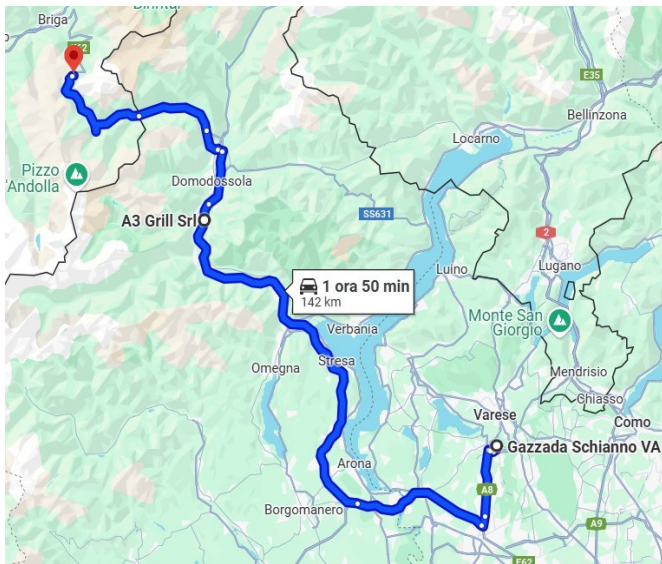 Briga
E62
Pizzo
d'Andolla
Domodossola
A3 Grill Srl
SS631
Locarno
Bellinzona
E35
2
Luino
Lugano
1 ora 50 min
142 km
Monte San
Giorgio
Verbania
Omegna
Stresa
Mendrisio
Chiasso
Varese
Como
Gazzada Schianno VA
Arona
A8
Borgomanero
A9
E62